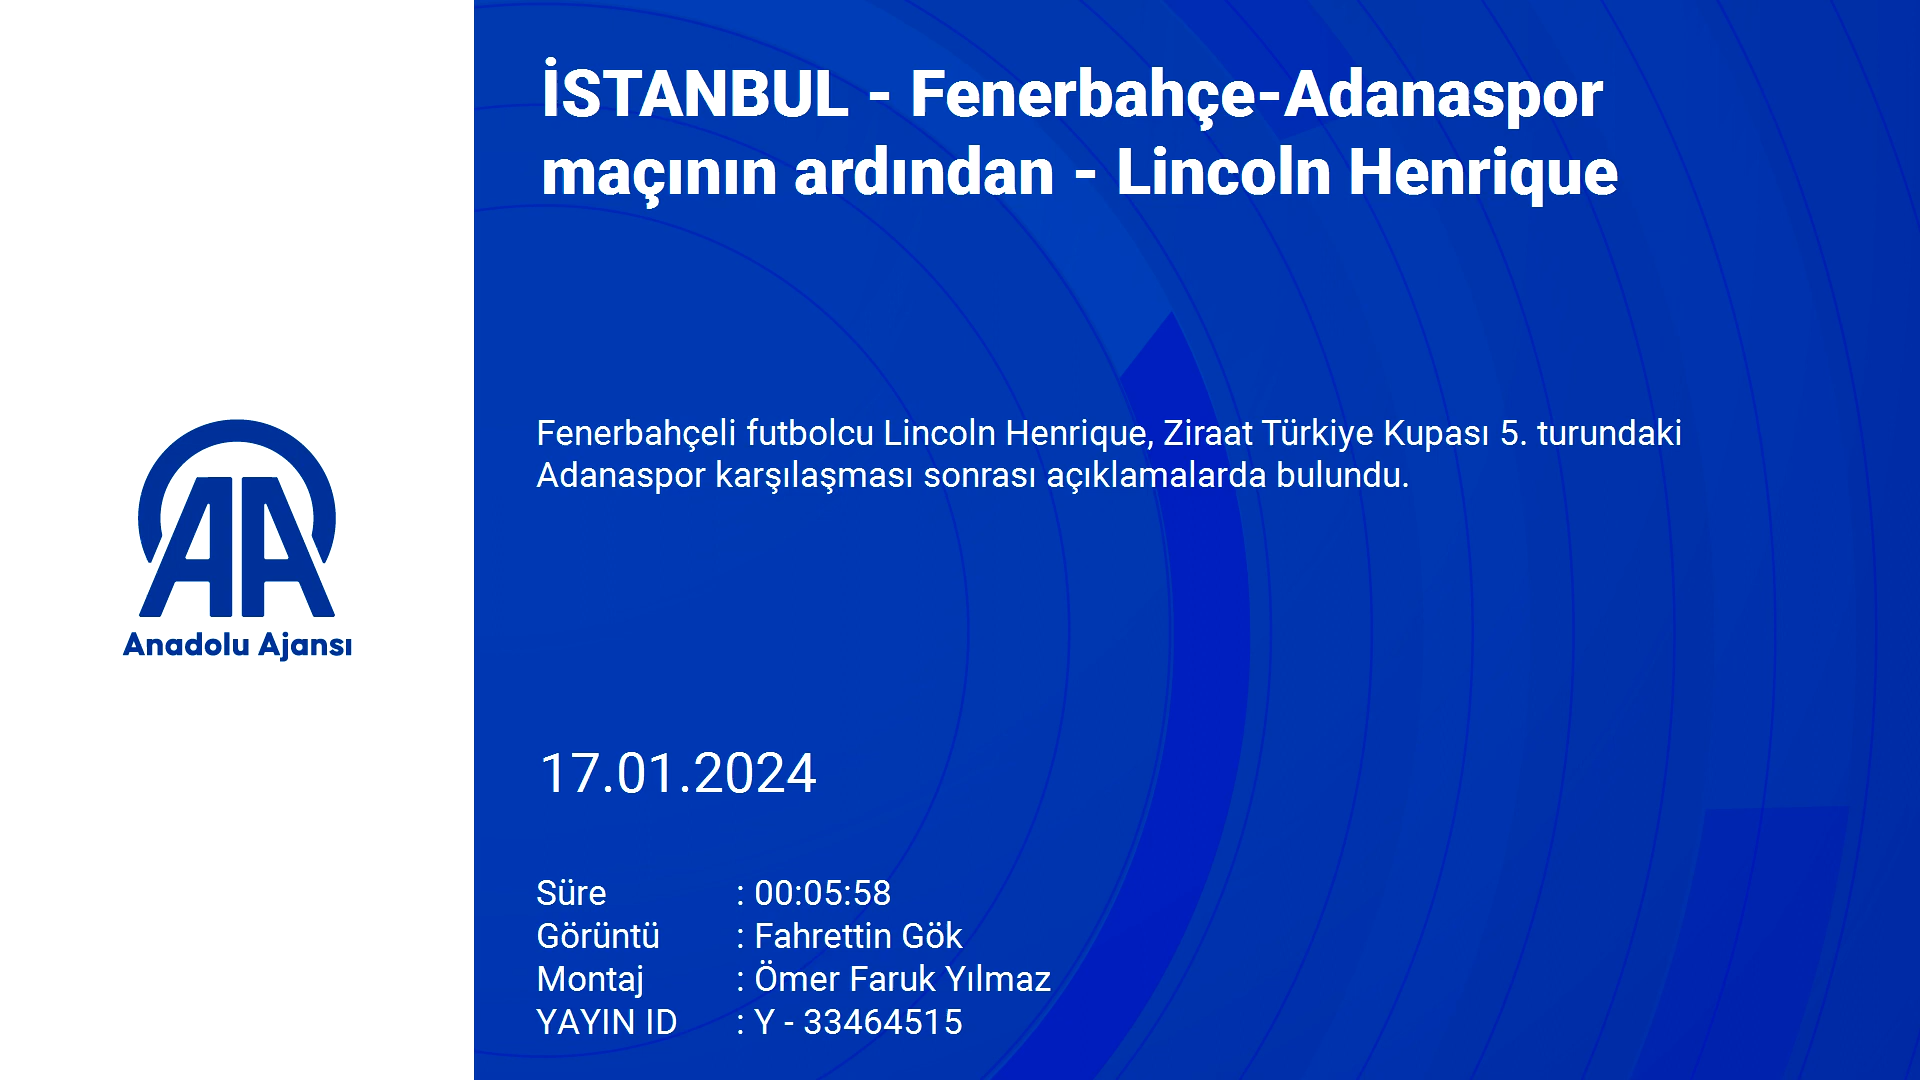 İSTANBUL - Fenerbahçe-Adanaspor
maçının ardından - Lincoln Henrique
Fenerbahçeli futbolcu Lincoln Henrique, Ziraat Türkiye Kupası 5. turundaki
Adanaspor karşılaşması sonrası açıklamalarda bulundu.
AA
Anadolu Ajansı
17.01.2024
Süre : 00:05:58
Görüntü : Fahrettin Gök
Montaj : Ömer Faruk Yılmaz
YAYIN ID : Y - 33464515